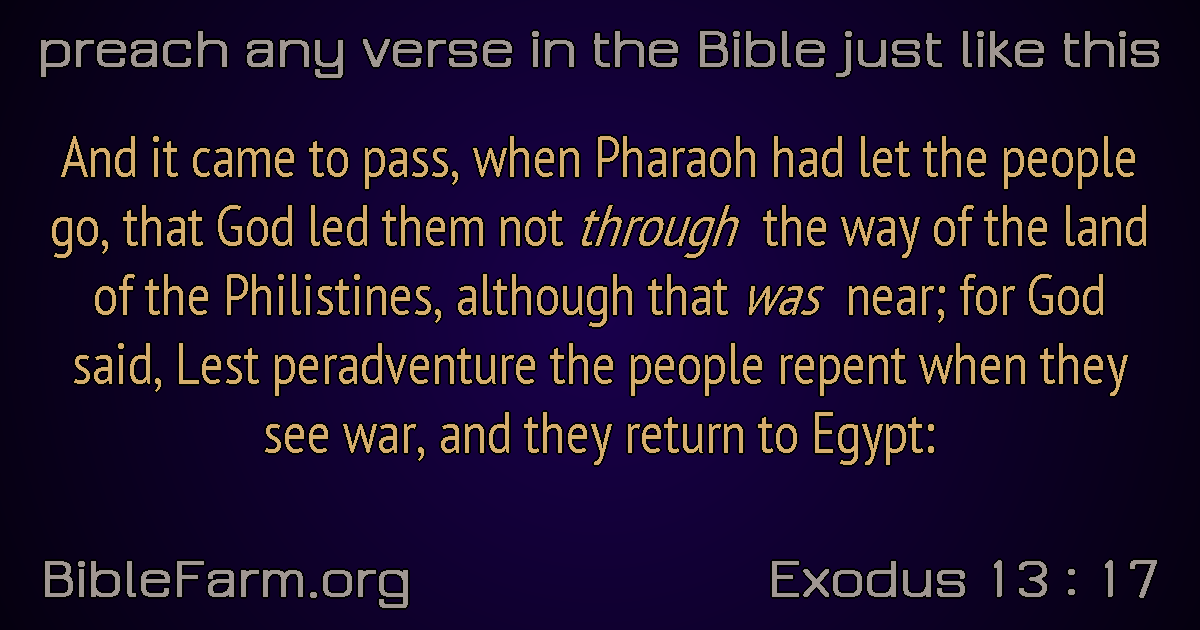 preach any verse in the Bible just like this
And it came to pass, when Pharaoh had let the people
go, that God led them not through the way of the land
of the Philistines, although that was near; for God
said, Lest peradventure the people repent when they
see war, and they return to Egypt:
BibleFarm.org
Exodus 13 : 17